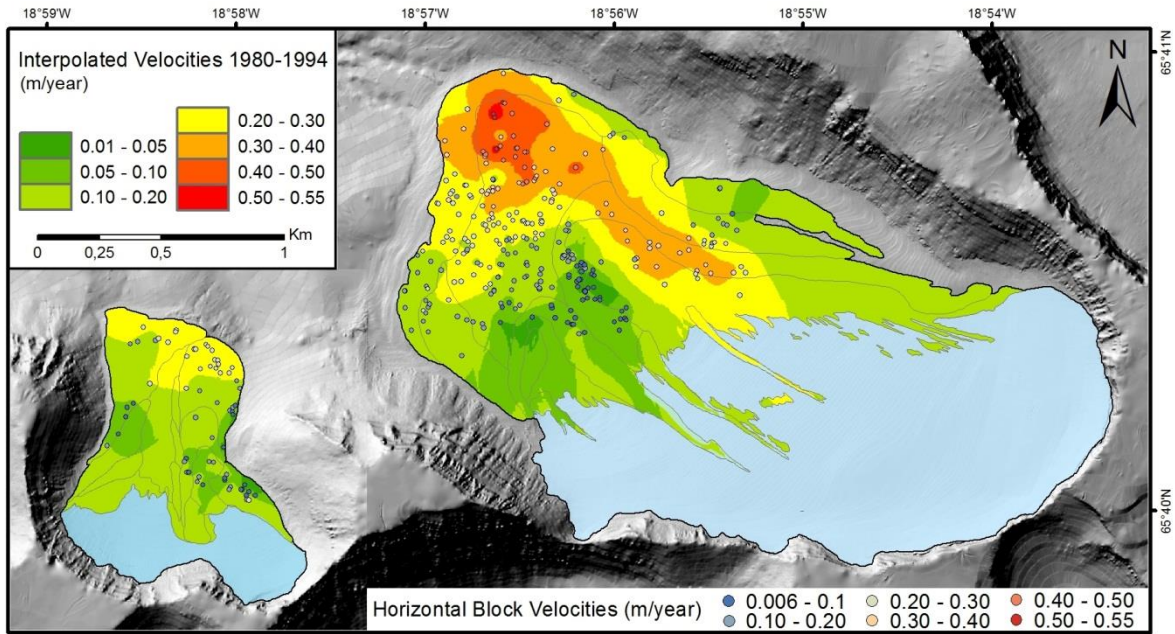 18°59'W 18°58'W 18°57'W 18°56'W 18°55'W 18°54'W
Interpolated Velocities 1980-1994
(m/year)
0.01 - 0.05
0.05 - 0.10
0.10 - 0.20
0.20 - 0.30
0.30 - 0.40
0.40 - 0.50
0.50 - 0.55
0 0,25 0,5 1 Km
N
65°41'N
65°40'N
Horizontal Block Velocities (m/year)
0.006 - 0.1
0.10 - 0.20
0.20 - 0.30
0.30 - 0.40
0.40 - 0.50
0.50 - 0.55